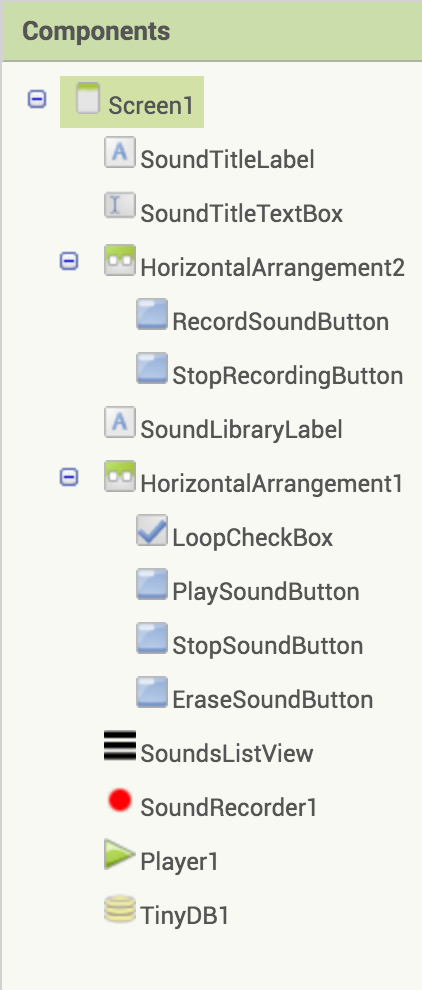 Components
Screen1
SoundTitleLabel
SoundTitleTextBox
HorizontalArrangement2
RecordSoundButton
StopRecordingButton
SoundLibraryLabel
HorizontalArrangement1
LoopCheckBox
PlaySoundButton
StopSoundButton
EraseSoundButton
SoundsListView
SoundRecorder1
Player1
TinyDB1